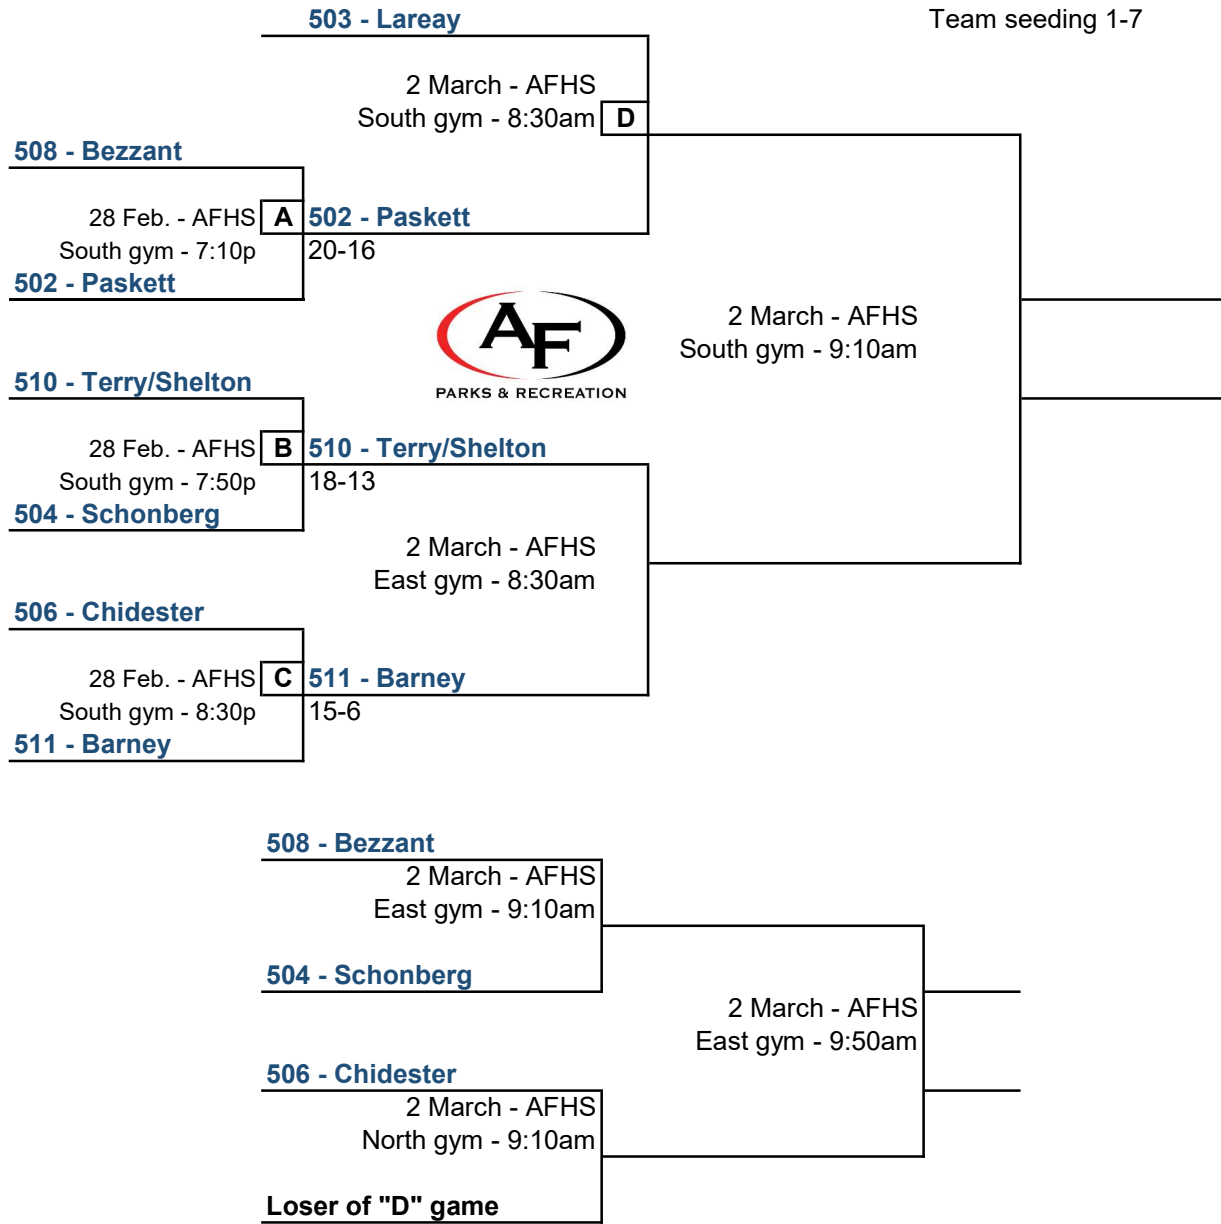 503 - Lareay
Team seeding 1-7
2 March - AFHS
South gym - 8:30am
D
508 - Bezzant
28 Feb. - AFHS
A
502 - Paskett
South gym - 7:10p
20-16
502 - Paskett
AF
PARKS & RECREATION
2 March - AFHS
South gym - 9:10am
510 - Terry/Shelton
28 Feb. - AFHS
B
510 - Terry/Shelton
South gym - 7:50p
18-13
504 - Schonberg
2 March - AFHS
East gym - 8:30am
506 - Chidester
28 Feb. - AFHS
C
511 - Barney
South gym - 8:30p
15-6
511 - Barney
508 - Bezzant
2 March - AFHS
East gym - 9:10am
504 - Schonberg
2 March - AFHS
East gym - 9:50am
506 - Chidester
2 March - AFHS
North gym - 9:10am
Loser of "D" game